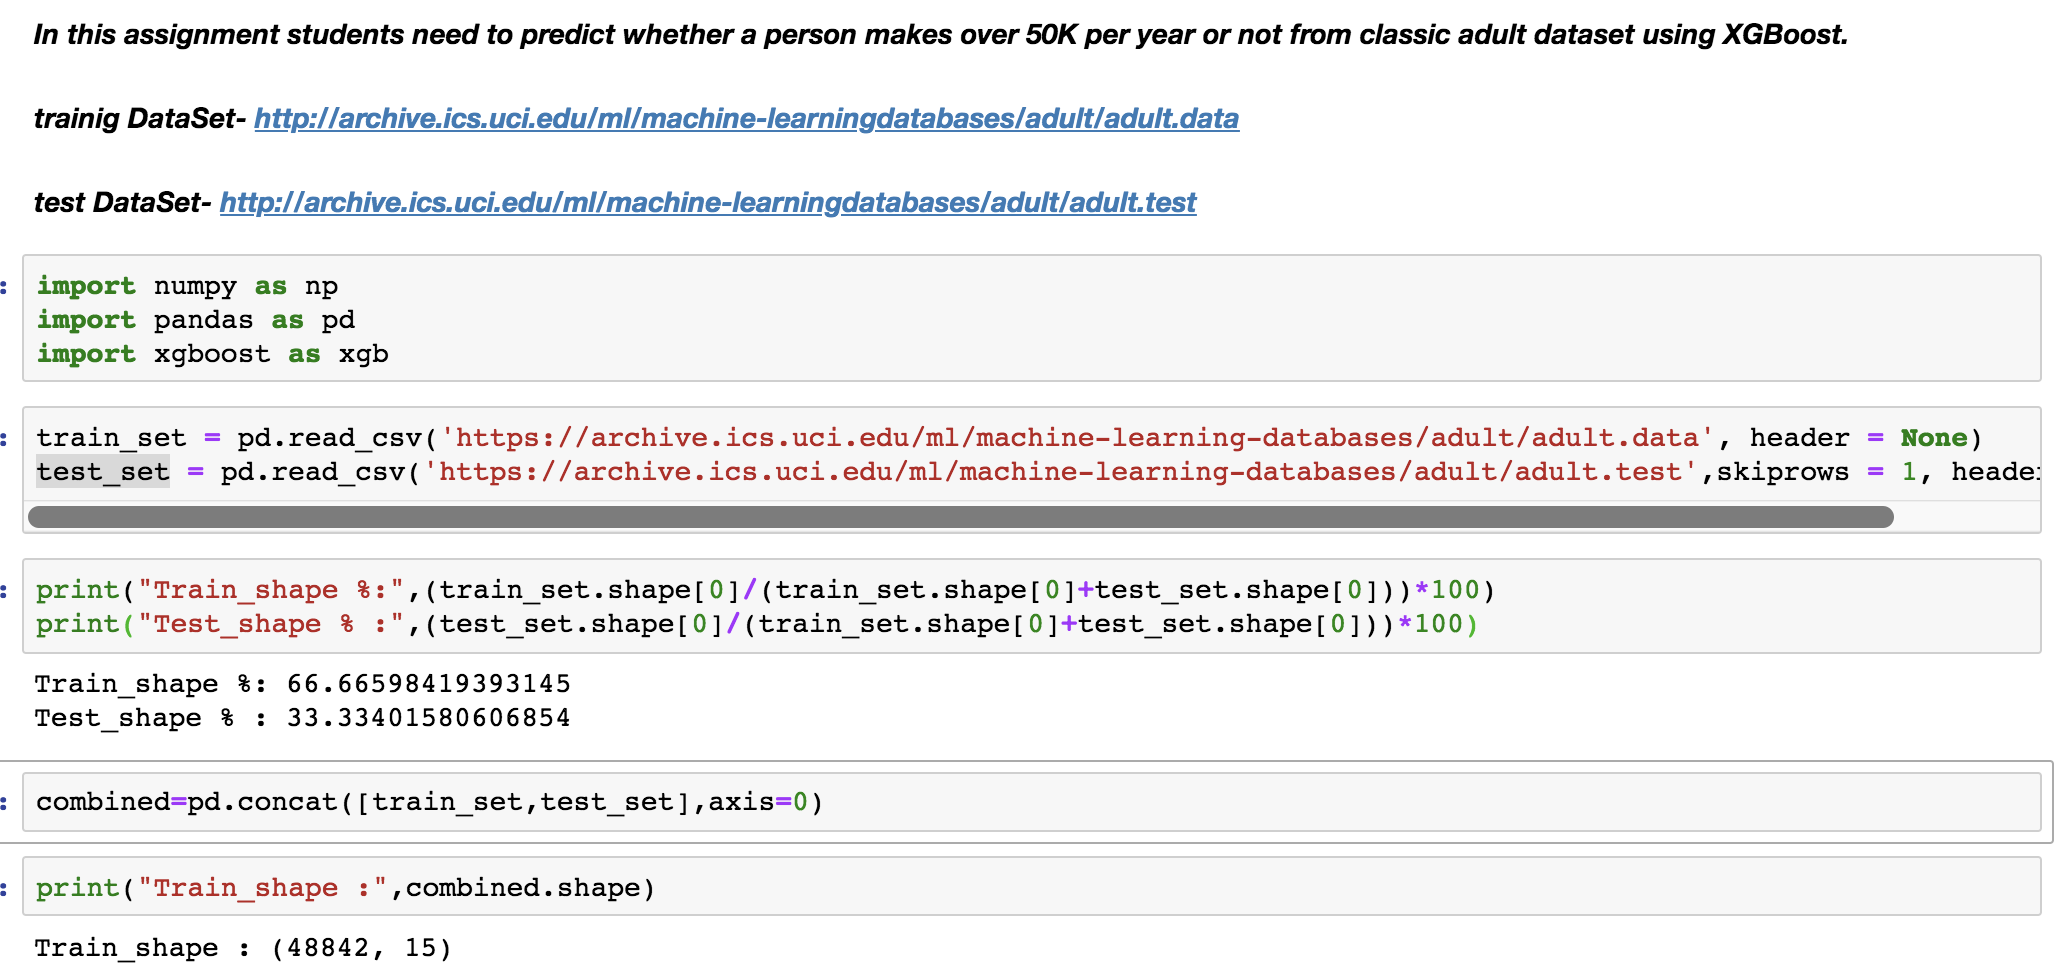 In this assignment students need to predict whether a person makes over 50K per year or not from classic adult dataset using XGBoost.
trainig DataSet- http://archive.ics.uci.edu/ml/machine-learningdatabases/adult/adult.data
test DataSet- http://archive.ics.uci.edu/ml/machine-learningdatabases/adult/adult.test
: import numpy as np
import pandas as pd
import xgboost as xgb
: train_set = pd.read_csv('https://archive.ics.uci.edu/ml/machine-learning-databases/adult/adult.data', header = None)
test_set = pd.read_csv('https://archive.ics.uci.edu/ml/machine-learning-databases/adult/adult.test',skiprows = 1, heade
: print("Train_shape %:",(train_set.shape[0]/(train_set.shape[0]+test_set.shape[0]))*100)
print("Test_shape % :",(test_set.shape[0]/(train_set.shape[0]+test_set.shape[0]))*100)
Train_shape %: 66.66598419393145
Test_shape % : 33.33401580606854
: combined=pd.concat([train_set,test_set],axis=0)
: print("Train_shape :",combined.shape)
Train_shape : (48842, 15)